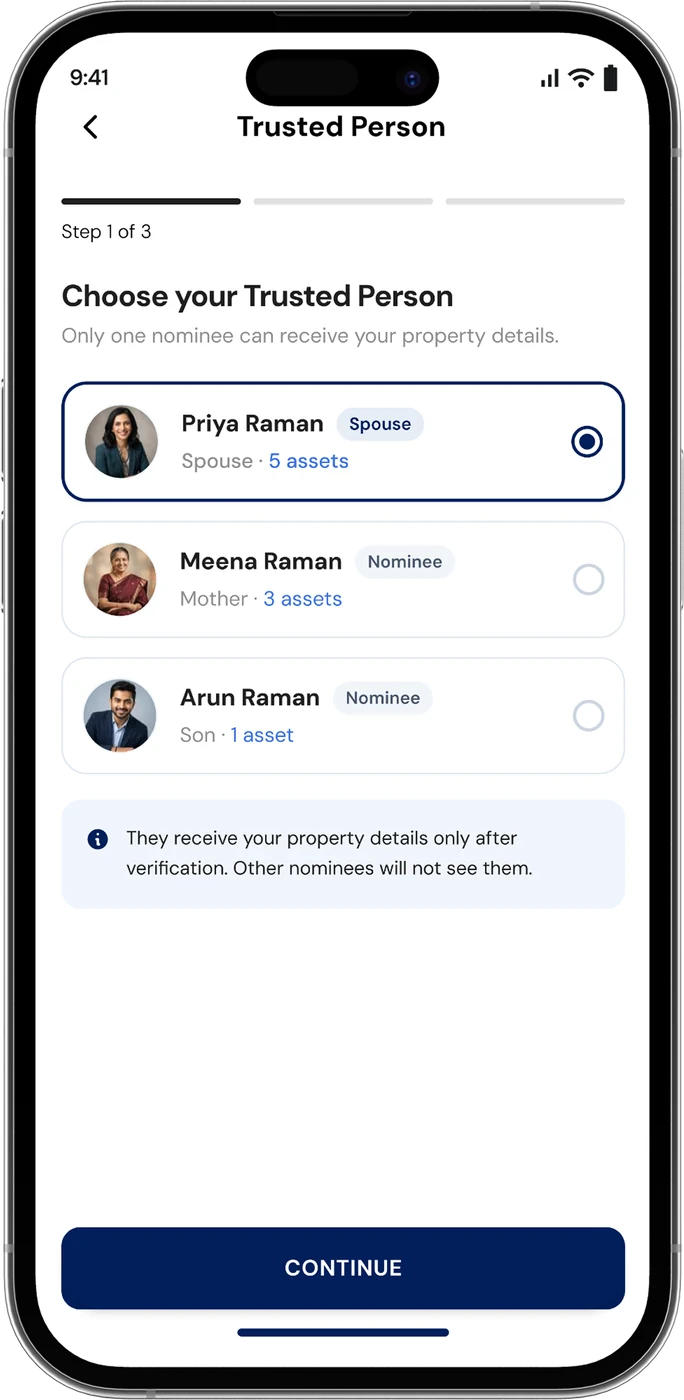 9:41
Trusted Person
Step 1 of 3
Choose your Trusted Person
Only one nominee can receive your property details.
Priya Raman Spouse
Spouse · 5 assets
Meena Raman Nominee
Mother · 3 assets
Arun Raman Nominee
Son · 1 asset
They receive your property details only after
verification. Other nominees will not see them.
CONTINUE